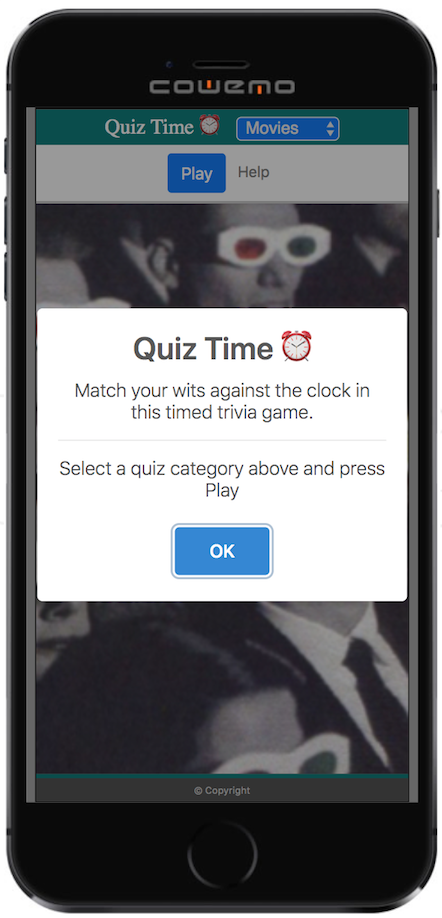 cowemo
Quiz Time ⏰ Movies
Play Help
Quiz Time ⏰
Match your wits against the clock in
this timed trivia game.
Select a quiz category above and press
Play
OK
© Copyright